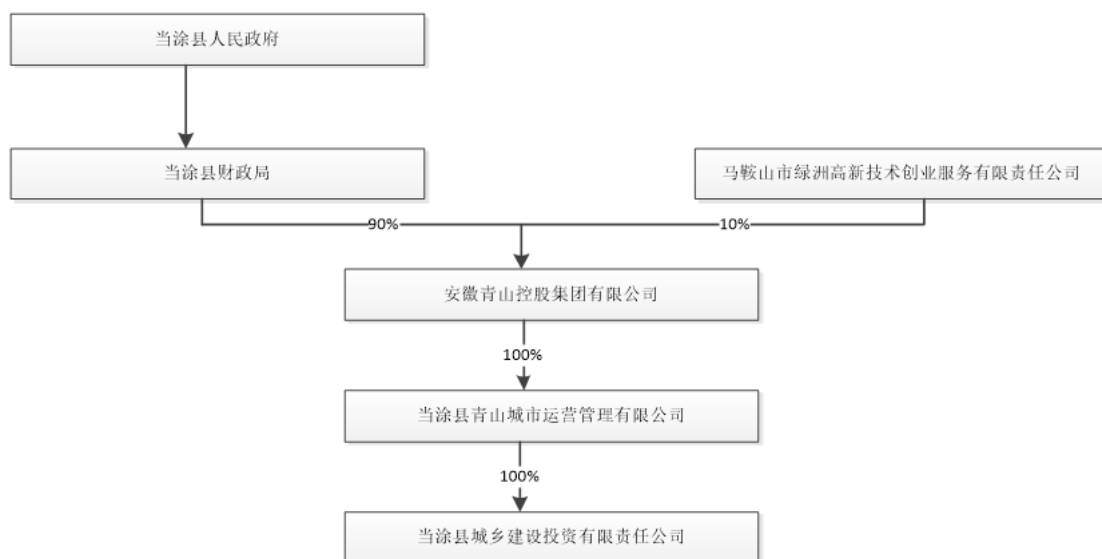 当涂县人民政府
当涂县财政局
马鞍山市绿洲高新技术创业服务有限责任公司
90%
10%
安徽青山控股集团有限公司
100%
当涂县青山城市运营管理有限公司
100%
当涂县城乡建设投资有限责任公司